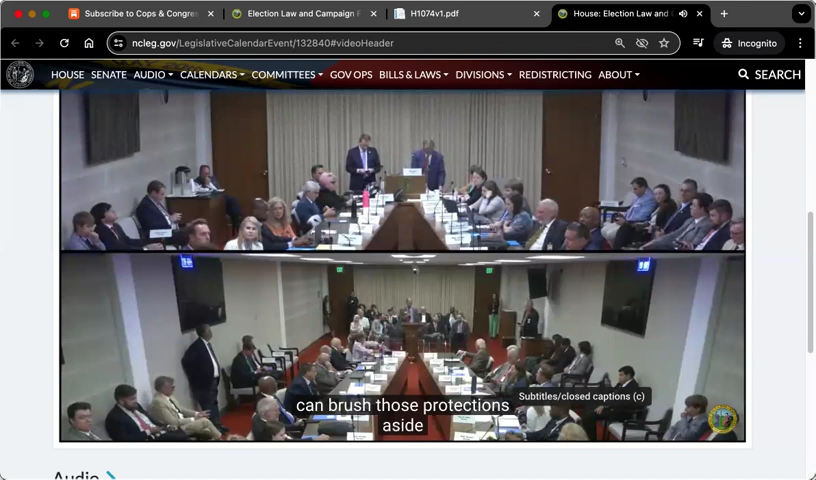 Subscribe to Cops & Congres
Election Law and Campaign F
H1074v1.pdf
House: Election Law and
ncleg.gov/LegislativeCalendarEvent/132840#videoHeader
Incognito
HOUSE SENATE AUDIO CALENDARS COMMITTEES GOV OPS BILLS & LAWS DIVISIONS REDISTRICTING ABOUT SEARCH
can brush those protections
aside
Subtitles/closed captions (c)
Audio